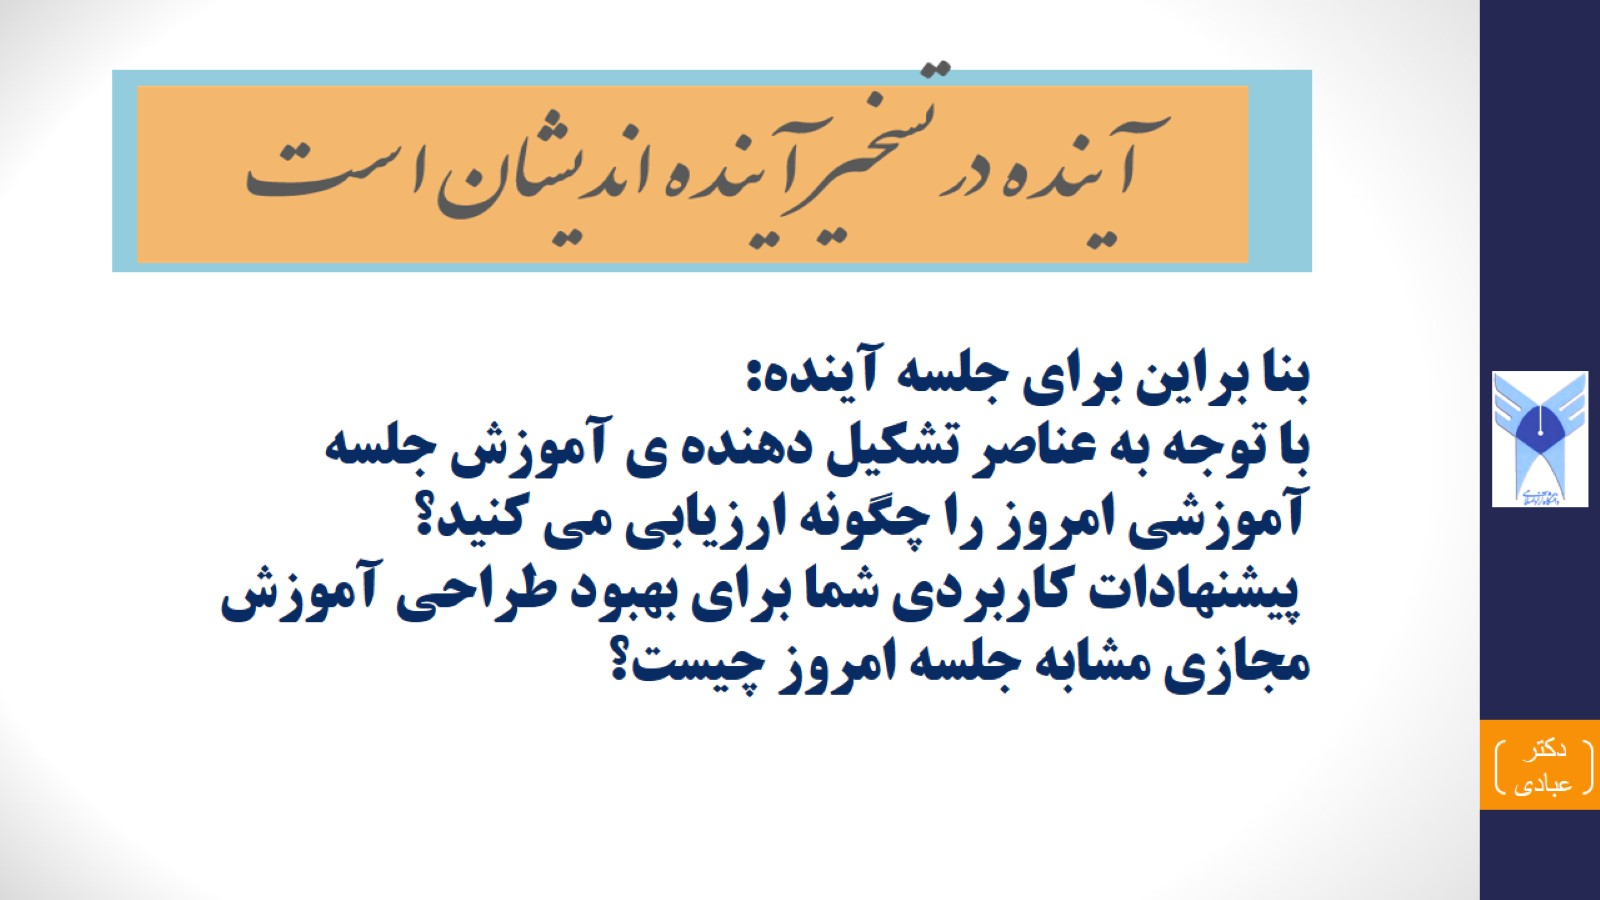 آینده در تسخیر آینده اندیشان است
بنا براین برای جلسه آینده:
با توجه به عناصر تشکیل دهنده ی آموزش جلسه
آموزشی امروز را چگونه ارزیابی می کنید؟
پیشنهادات کاربردی شما برای بهبود طراحی آموزش
مجازی مشابه جلسه امروز چیست؟
دکتر
عبادی